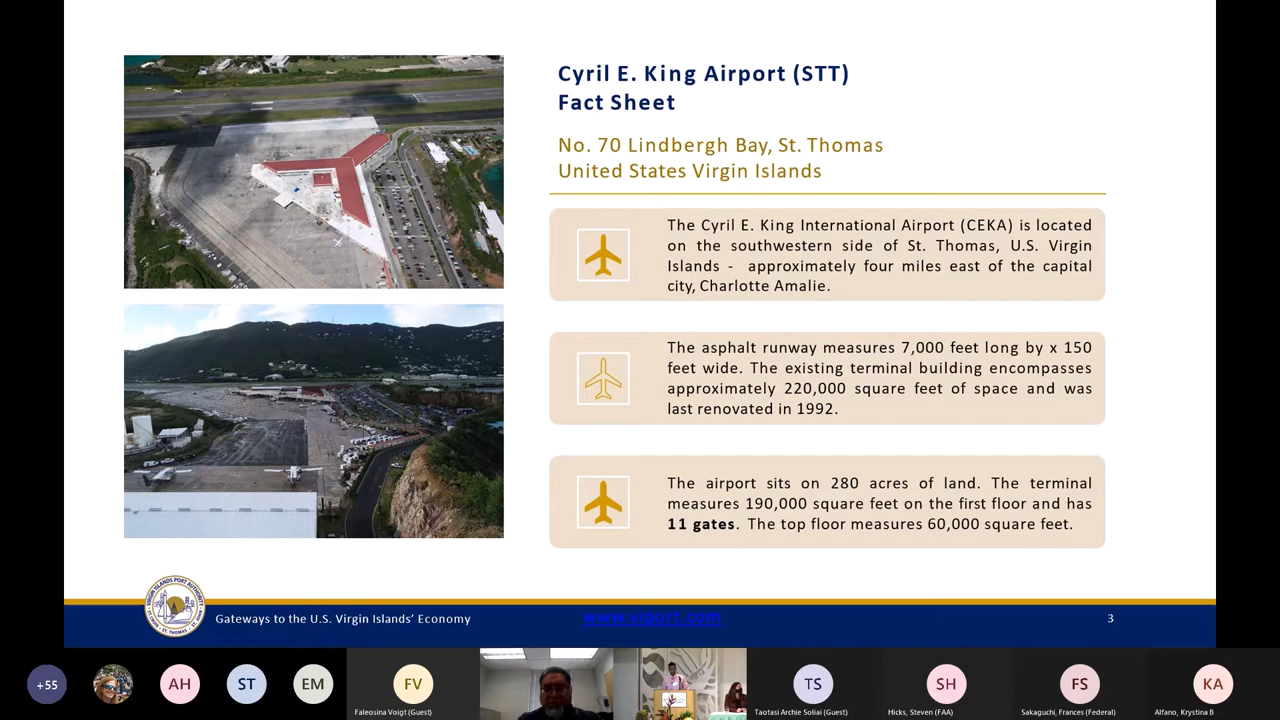 Cyril E. King Airport (STT)
Fact Sheet
No. 70 Lindbergh Bay, St. Thomas
United States Virgin Islands
The Cyril E. King International Airport (CEKA) is located
on the southwestern side of St. Thomas, U.S. Virgin
Islands - approximately four miles east of the capital
city, Charlotte Amalie.
The asphalt runway measures 7,000 feet long by x 150
feet wide. The existing terminal building encompasses
approximately 220,000 square feet of space and was
last renovated in 1992.
The airport sits on 280 acres of land. The terminal
measures 190,000 square feet on the first floor and has
11 gates. The top floor measures 60,000 square feet.
VIRGIN ISLANDS PORT AUTHORITY
ST. THOMAS
Gateways to the U.S. Virgin Islands' Economy
www.viport.com
3
+55
AH
ST
EM
FV
Faleosina Voigt (Guest)
TS
Taotasi Archie Soliai (Guest)
SH
Hicks, Steven (FAA)
FS
Sakaguchi, Frances (Federal)
KA
Alfano, Krystina B